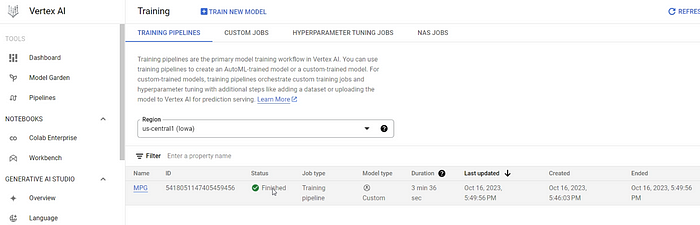 Vertex AI
Training
TRAIN NEW MODEL
REFRES
TOOLS
Dashboard
Model Garden
Pipelines
NOTEBOOKS
Colab Enterprise
Workbench
GENERATIVE AI STUDIO
Overview
Language
TRAINING PIPELINES
CUSTOM JOBS
HYPERPARAMETER TUNING JOBS
NAS JOBS
Training pipelines are the primary model training workflow in Vertex AI. You can use
training pipelines to create an AutoML-trained model or a custom-trained model. For
custom-trained models, training pipelines orchestrate custom training jobs and
hyperparameter tuning with additional steps like adding a dataset or uploading the
model to Vertex AI for prediction serving. Learn More
Region
us-central1 (Iowa)
Filter Enter a property name
Name ID Status Job type Model type Duration Last updated Created Ended
MPG 5418051147405459456 Finished Training 3 min 36 Oct 16, 2023, Oct 16, 2023, Oct 16, 2023, 5:49:56
pipeline Custom sec 5:49:56 PM 5:46:03 PM PM